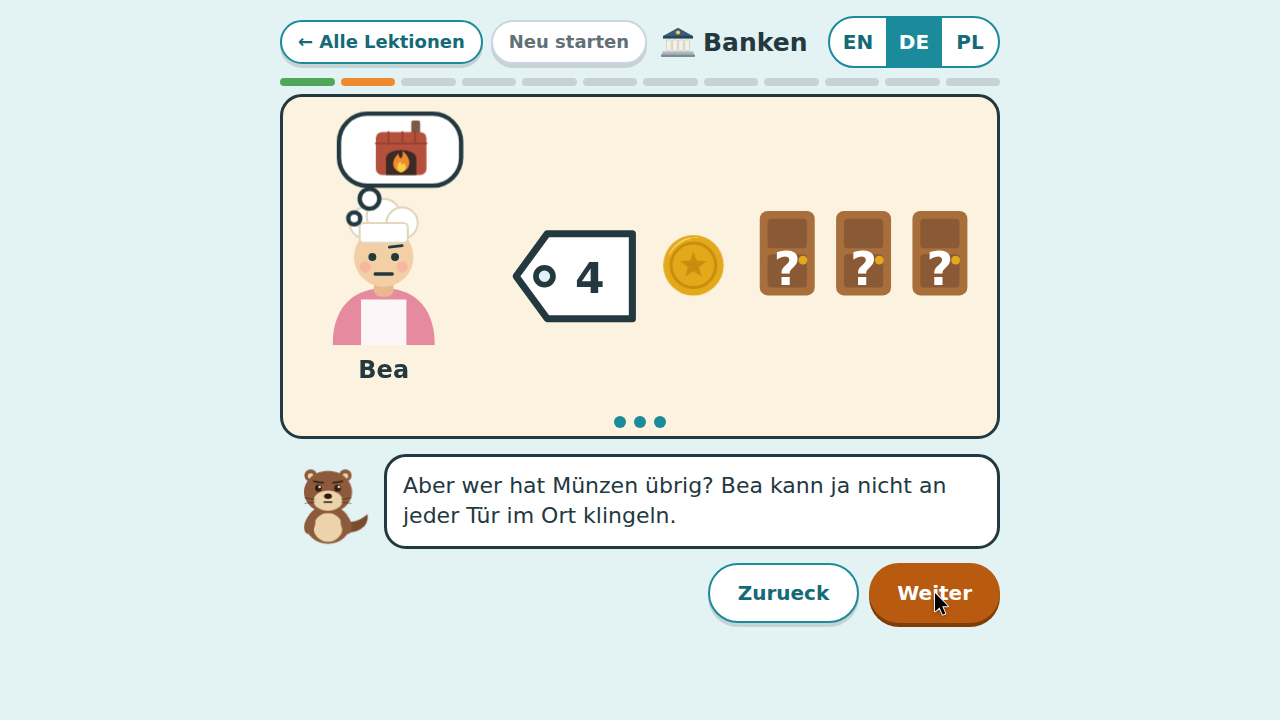 ← Alle Lektionen
Neu starten
Banken
EN
DE
PL
4
? ? ?
Bea
Aber wer hat Münzen übrig? Bea kann ja nicht an
jeder Tür im Ort klingeln.
Zurueck
Weiter